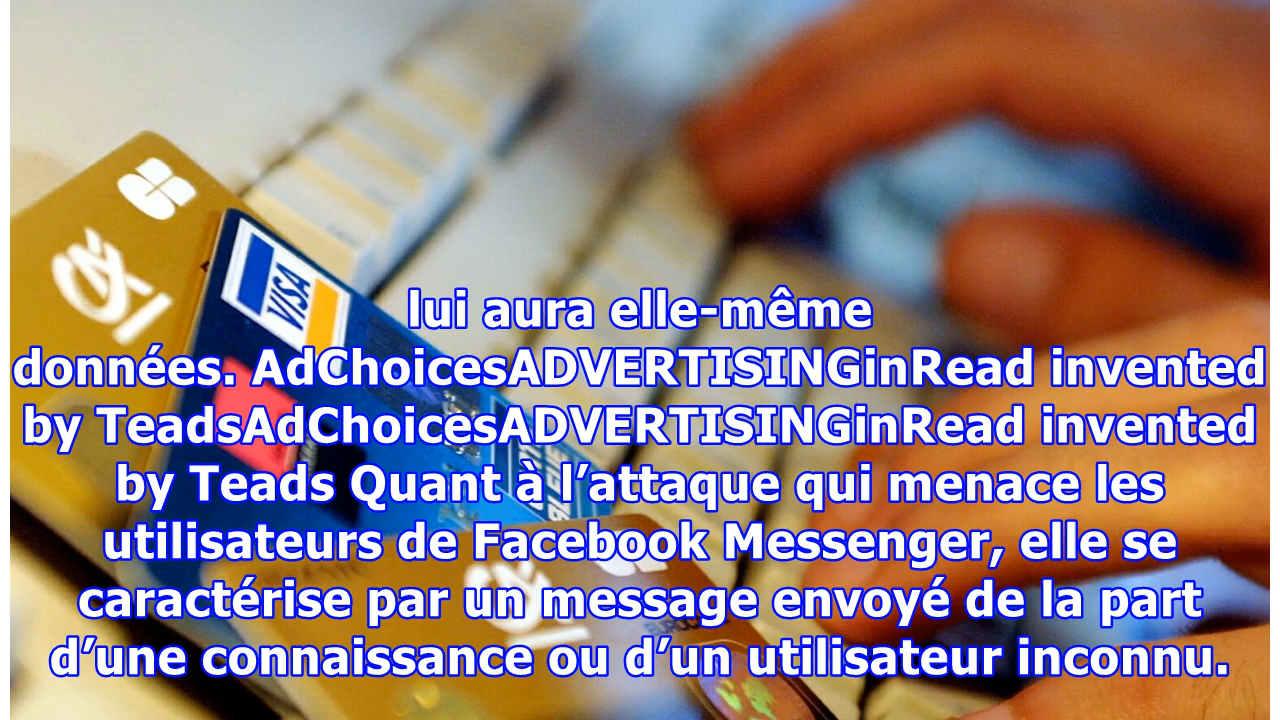 VISA
lui aura elle-même
données. AdChoicesADVERTISINGinRead invented
by TeadsAdChoicesADVERTISINGinRead invented
by Teads Quant à l’attaque qui menace les
utilisateurs de Facebook Messenger, elle se
caractérise par un message envoyé de la part
d’une connaissance ou d’un utilisateur inconnu.